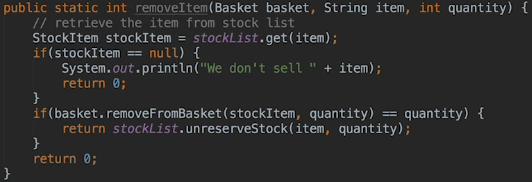 public static int removeItem(Basket basket, String item, int quantity) {
    // retrieve the item from stock list
    StockItem stockItem = stockList.get(item);
    if(stockItem == null) {
        System.out.println("We don't sell " + item);
        return 0;
    }
    if(basket.removeFromBasket(stockItem, quantity) == quantity) {
        return stockList.unreserveStock(item, quantity);
    }
    return 0;
}